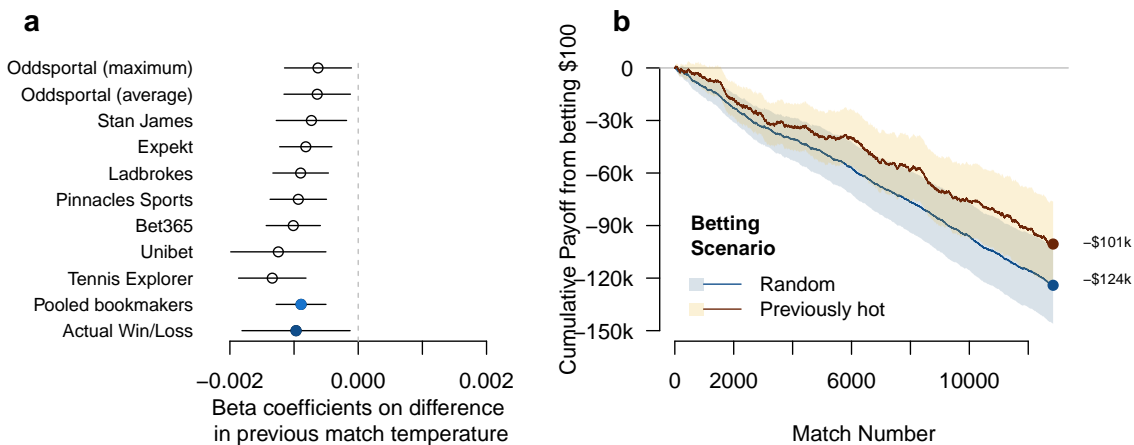 a
Oddsportal (maximum)
Oddsportal (average)
Stan James
Expekt
Ladbrokes
Pinnacles Sports
Bet365
Unibet
Tennis Explorer
Pooled bookmakers
Actual Win/Loss
−0.002
0.000
0.002
Beta coefficients on difference
in previous match temperature
b
Cumulative Payoff from betting $100
0
−30k
−60k
−90k
−120k
−150k
Betting
Scenario
Random
Previously hot
−$101k
−$124k
0
2000
6000
10000
Match Number